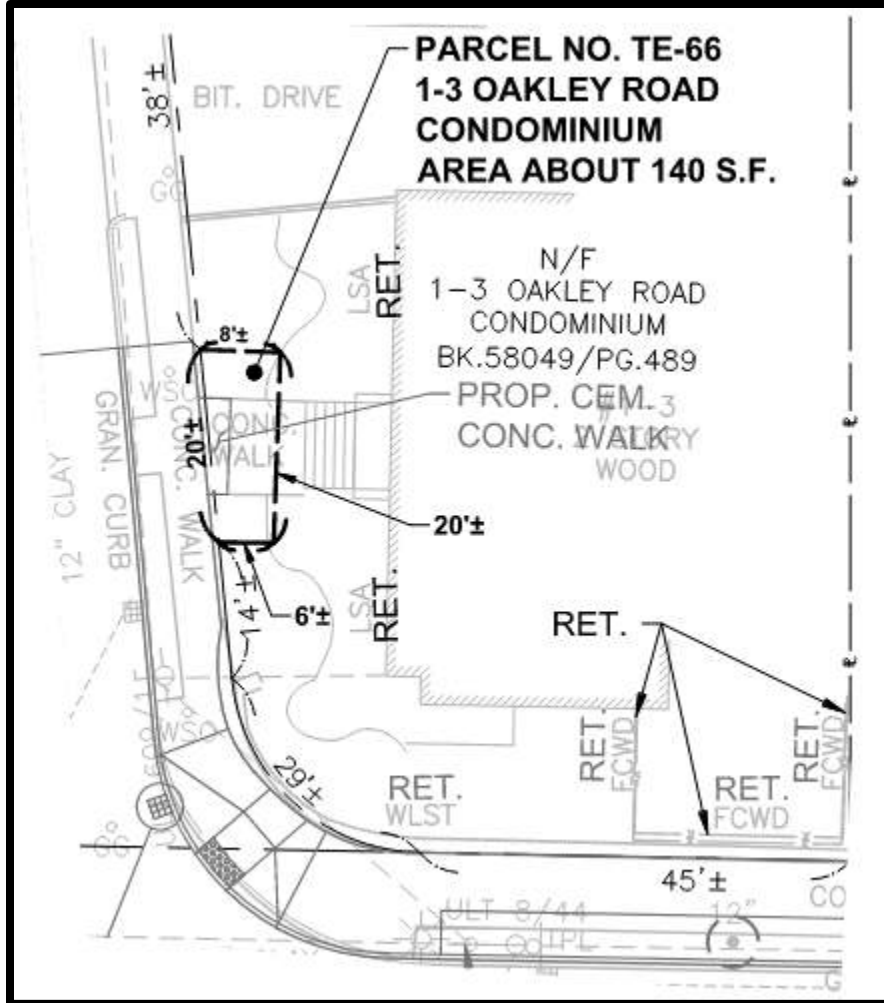 PARCEL NO. TE-66
1-3 OAKLEY ROAD
CONDOMINIUM
AREA ABOUT 140 S.F.
38'±
BIT. DRIVE
GG
LSA
RET.
N/F
1-3 OAKLEY ROAD
CONDOMINIUM
BK.58049/PG.489
8'±
WSO
PROP. CEM.
CONC. WALK
STORY
WOOD
CONC.
WALK
20'±
GRAN. CURB
CONC. WALK
12" CLAY
20'±
6'±
14'±
LSA
RET.
RET.
WSO
29'±
RET.
WLST
RET.
FCWD
RET.
FCWD
RET.
FCWD
45'±
CO
ULT 8/44
12"
TPL
G